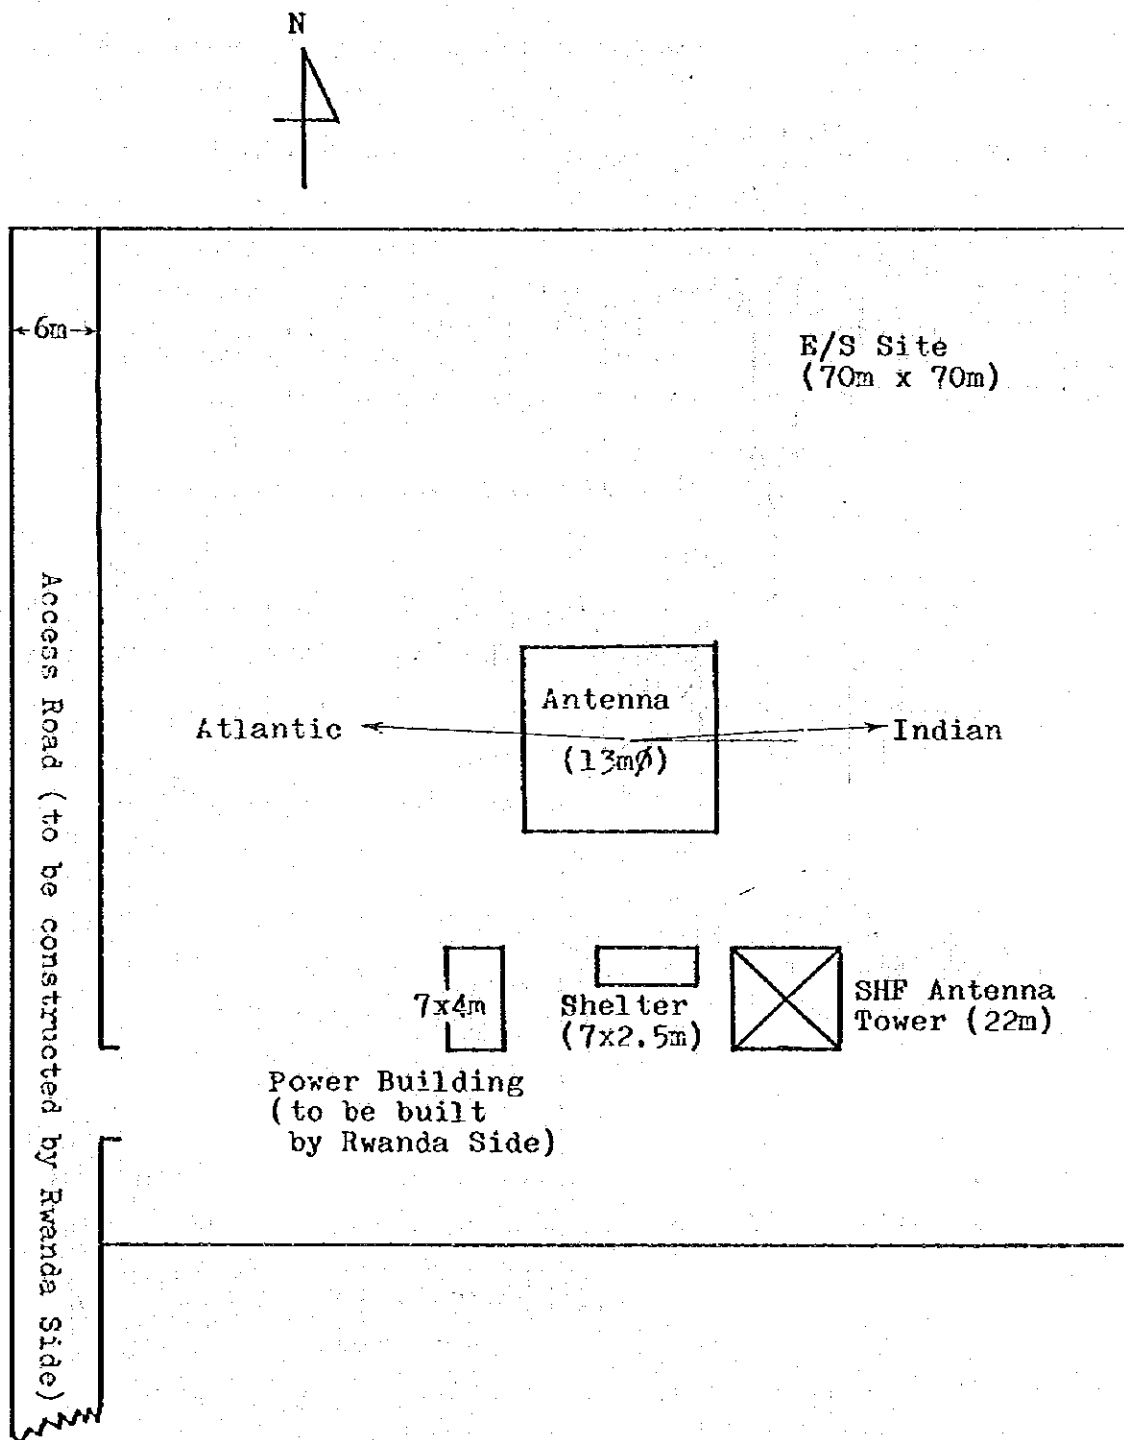 N
6m
E/S Site
(70m x 70m)
Access Road (to be constructed by Rwanda Side)
Antenna
(13mØ)
Atlantic
Indian
7x4m
Shelter
(7x2.5m)
SHF Antenna
Tower (22m)
Power Building
(to be built
by Rwanda Side)